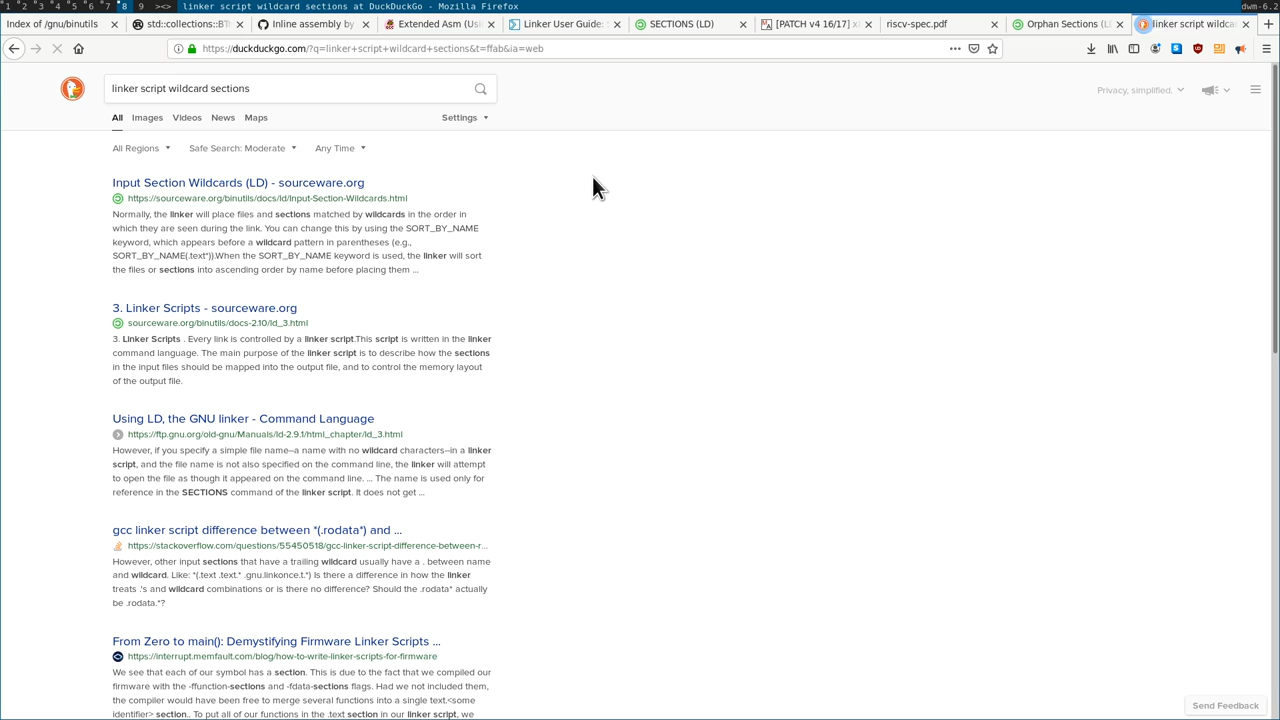 1 2 3 4 5 6 7 8 9 ><> linker script wildcard sections at DuckDuckGo - Mozilla Firefox dwm-6.2
Index of /gnu/binutils std::collections::BT Inline assembly by Extended Asm (Usi Linker User Guide: S SECTIONS (LD) [PATCH v4 16/17] x riscv-spec.pdf Orphan Sections (L linker script wildca
https://duckduckgo.com/?q=linker+script+wildcard+sections&t=ffab&ia=web
linker script wildcard sections
Privacy, simplified.
All Images Videos News Maps Settings
All Regions Safe Search: Moderate Any Time
Input Section Wildcards (LD) - sourceware.org
https://sourceware.org/binutils/docs/ld/Input-Section-Wildcards.html
Normally, the linker will place files and sections matched by wildcards in the order in
which they are seen during the link. You can change this by using the SORT_BY_NAME
keyword, which appears before a wildcard pattern in parentheses (e.g.,
SORT_BY_NAME(.text*)).When the SORT_BY_NAME keyword is used, the linker will sort
the files or sections into ascending order by name before placing them ...
3. Linker Scripts - sourceware.org
sourceware.org/binutils/docs-2.10/ld_3.html
3. Linker Scripts . Every link is controlled by a linker script.This script is written in the linker
command language. The main purpose of the linker script is to describe how the sections
in the input files should be mapped into the output file, and to control the memory layout
of the output file.
Using LD, the GNU linker - Command Language
https://ftp.gnu.org/old-gnu/Manuals/ld-2.9.1/html_chapter/ld_3.html
However, if you specify a simple file name--a name with no wildcard characters--in a linker
script, and the file name is not also specified on the command line, the linker will attempt
to open the file as though it appeared on the command line. ... The name is used only for
reference in the SECTIONS command of the linker script. It does not get ...
gcc linker script difference between *(.rodata*) and ...
https://stackoverflow.com/questions/55450518/gcc-linker-script-difference-between-r...
However, other input sections that have a trailing wildcard usually have a . between name
and wildcard. Like: *(.text .text.* .gnu.linkonce.t.*) Is there a difference in how the linker
treats .'s and wildcard combinations or is there no difference? Should the .rodata* actually
be .rodata.*?
From Zero to main(): Demystifying Firmware Linker Scripts ...
https://interrupt.memfault.com/blog/how-to-write-linker-scripts-for-firmware
We see that each of our symbol has a section. This is due to the fact that we compiled our
firmware with the -ffunction-sections and -fdata-sections flags. Had we not included them,
the compiler would have been free to merge several functions into a single text.<some
identifier> section.. To put all of our functions in the .text section in our linker script, we
Send Feedback